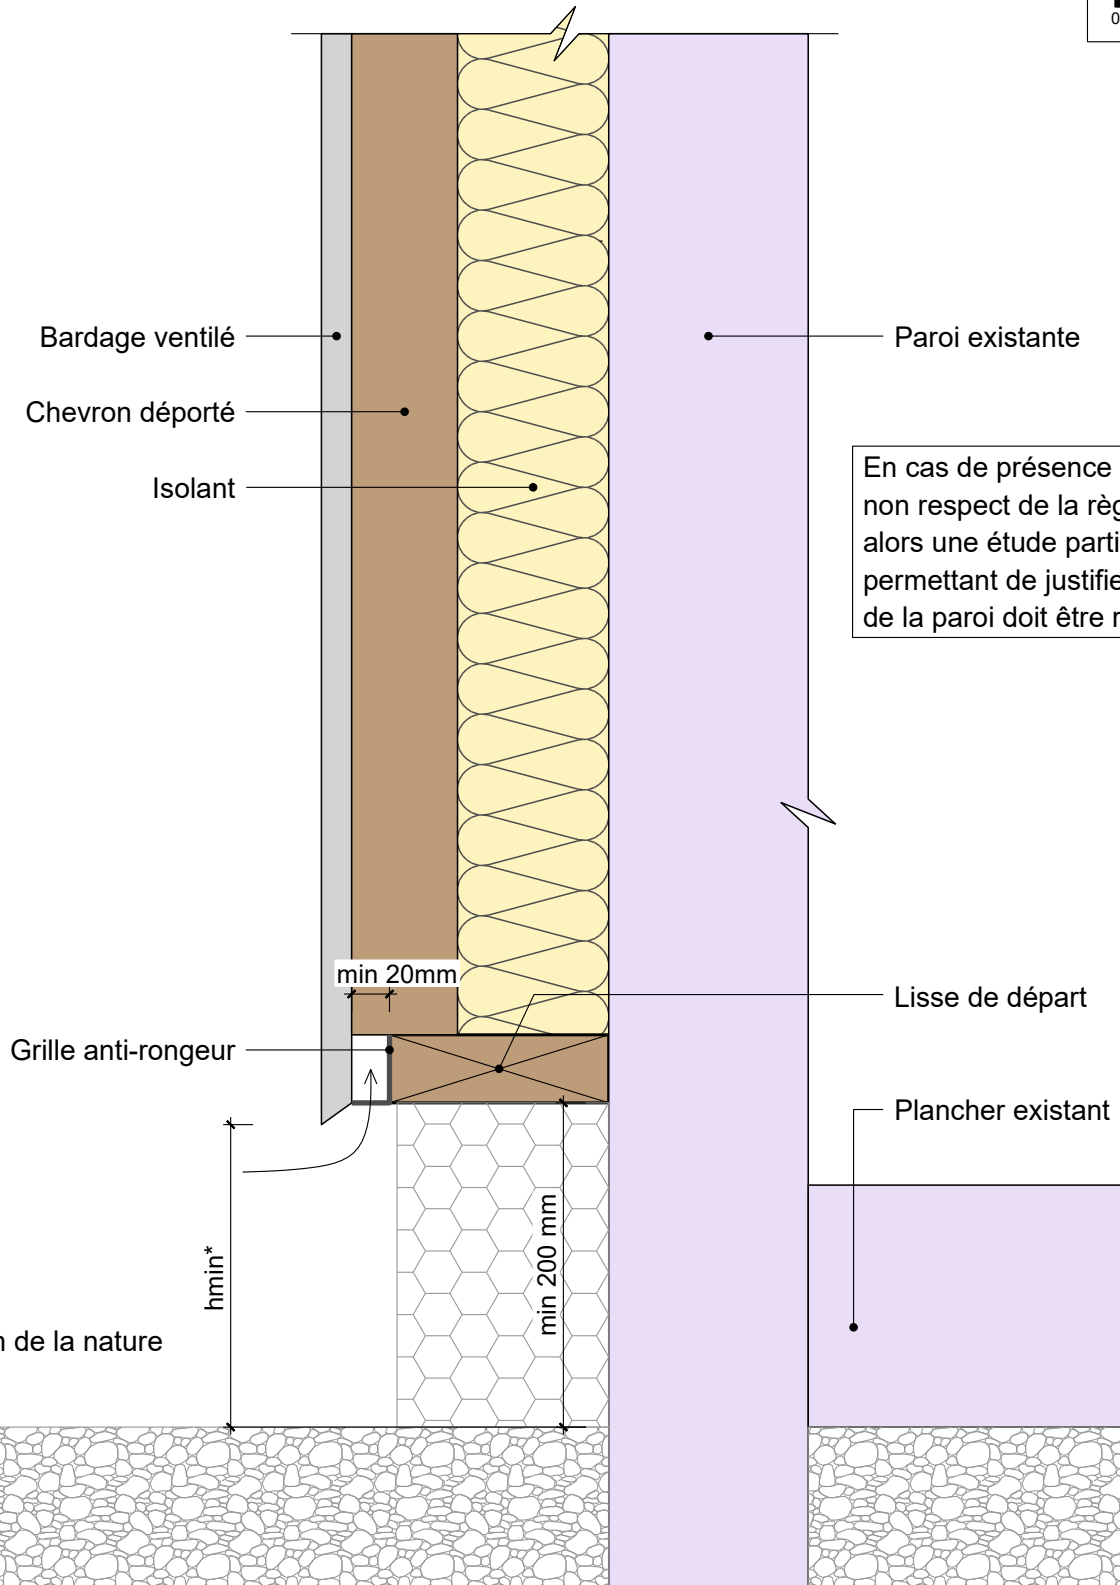 0
Bardage ventilé
Paroi existante
Chevron déporté
En cas de présence
non respect de la règ
alors une étude parti
permettant de justifie
de la paroi doit être r
Isolant
min 20mm
Lisse de départ
Grille anti-rongeur
Plancher existant
hmin*
min 200 mm
de la nature